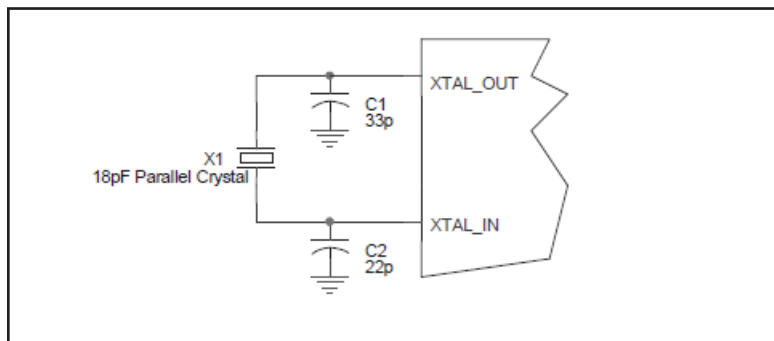 XTAL_OUT
C1
33p
X1
18pF Parallel Crystal
XTAL_IN
C2
22p